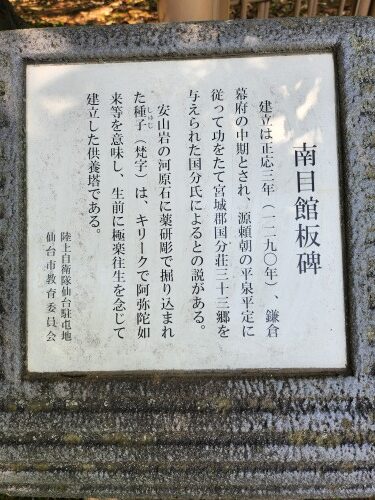 南目館板碑
建立は正応三年（一二九〇年）、鎌倉
幕府の中期とされ、源頼朝の平泉平定に
従って功をたて宮城郡国分荘三十三郷を
与えられた国分氏によるとの説がある。
安山岩の河原石に薬研彫で掘り込まれ
た種子（梵字）は、キリークで阿弥陀如
しゅじ
来等を意味し、生前に極楽往生を念じて
建立した供養塔である。
陸上自衛隊仙台駐屯地
仙台市教育委員会